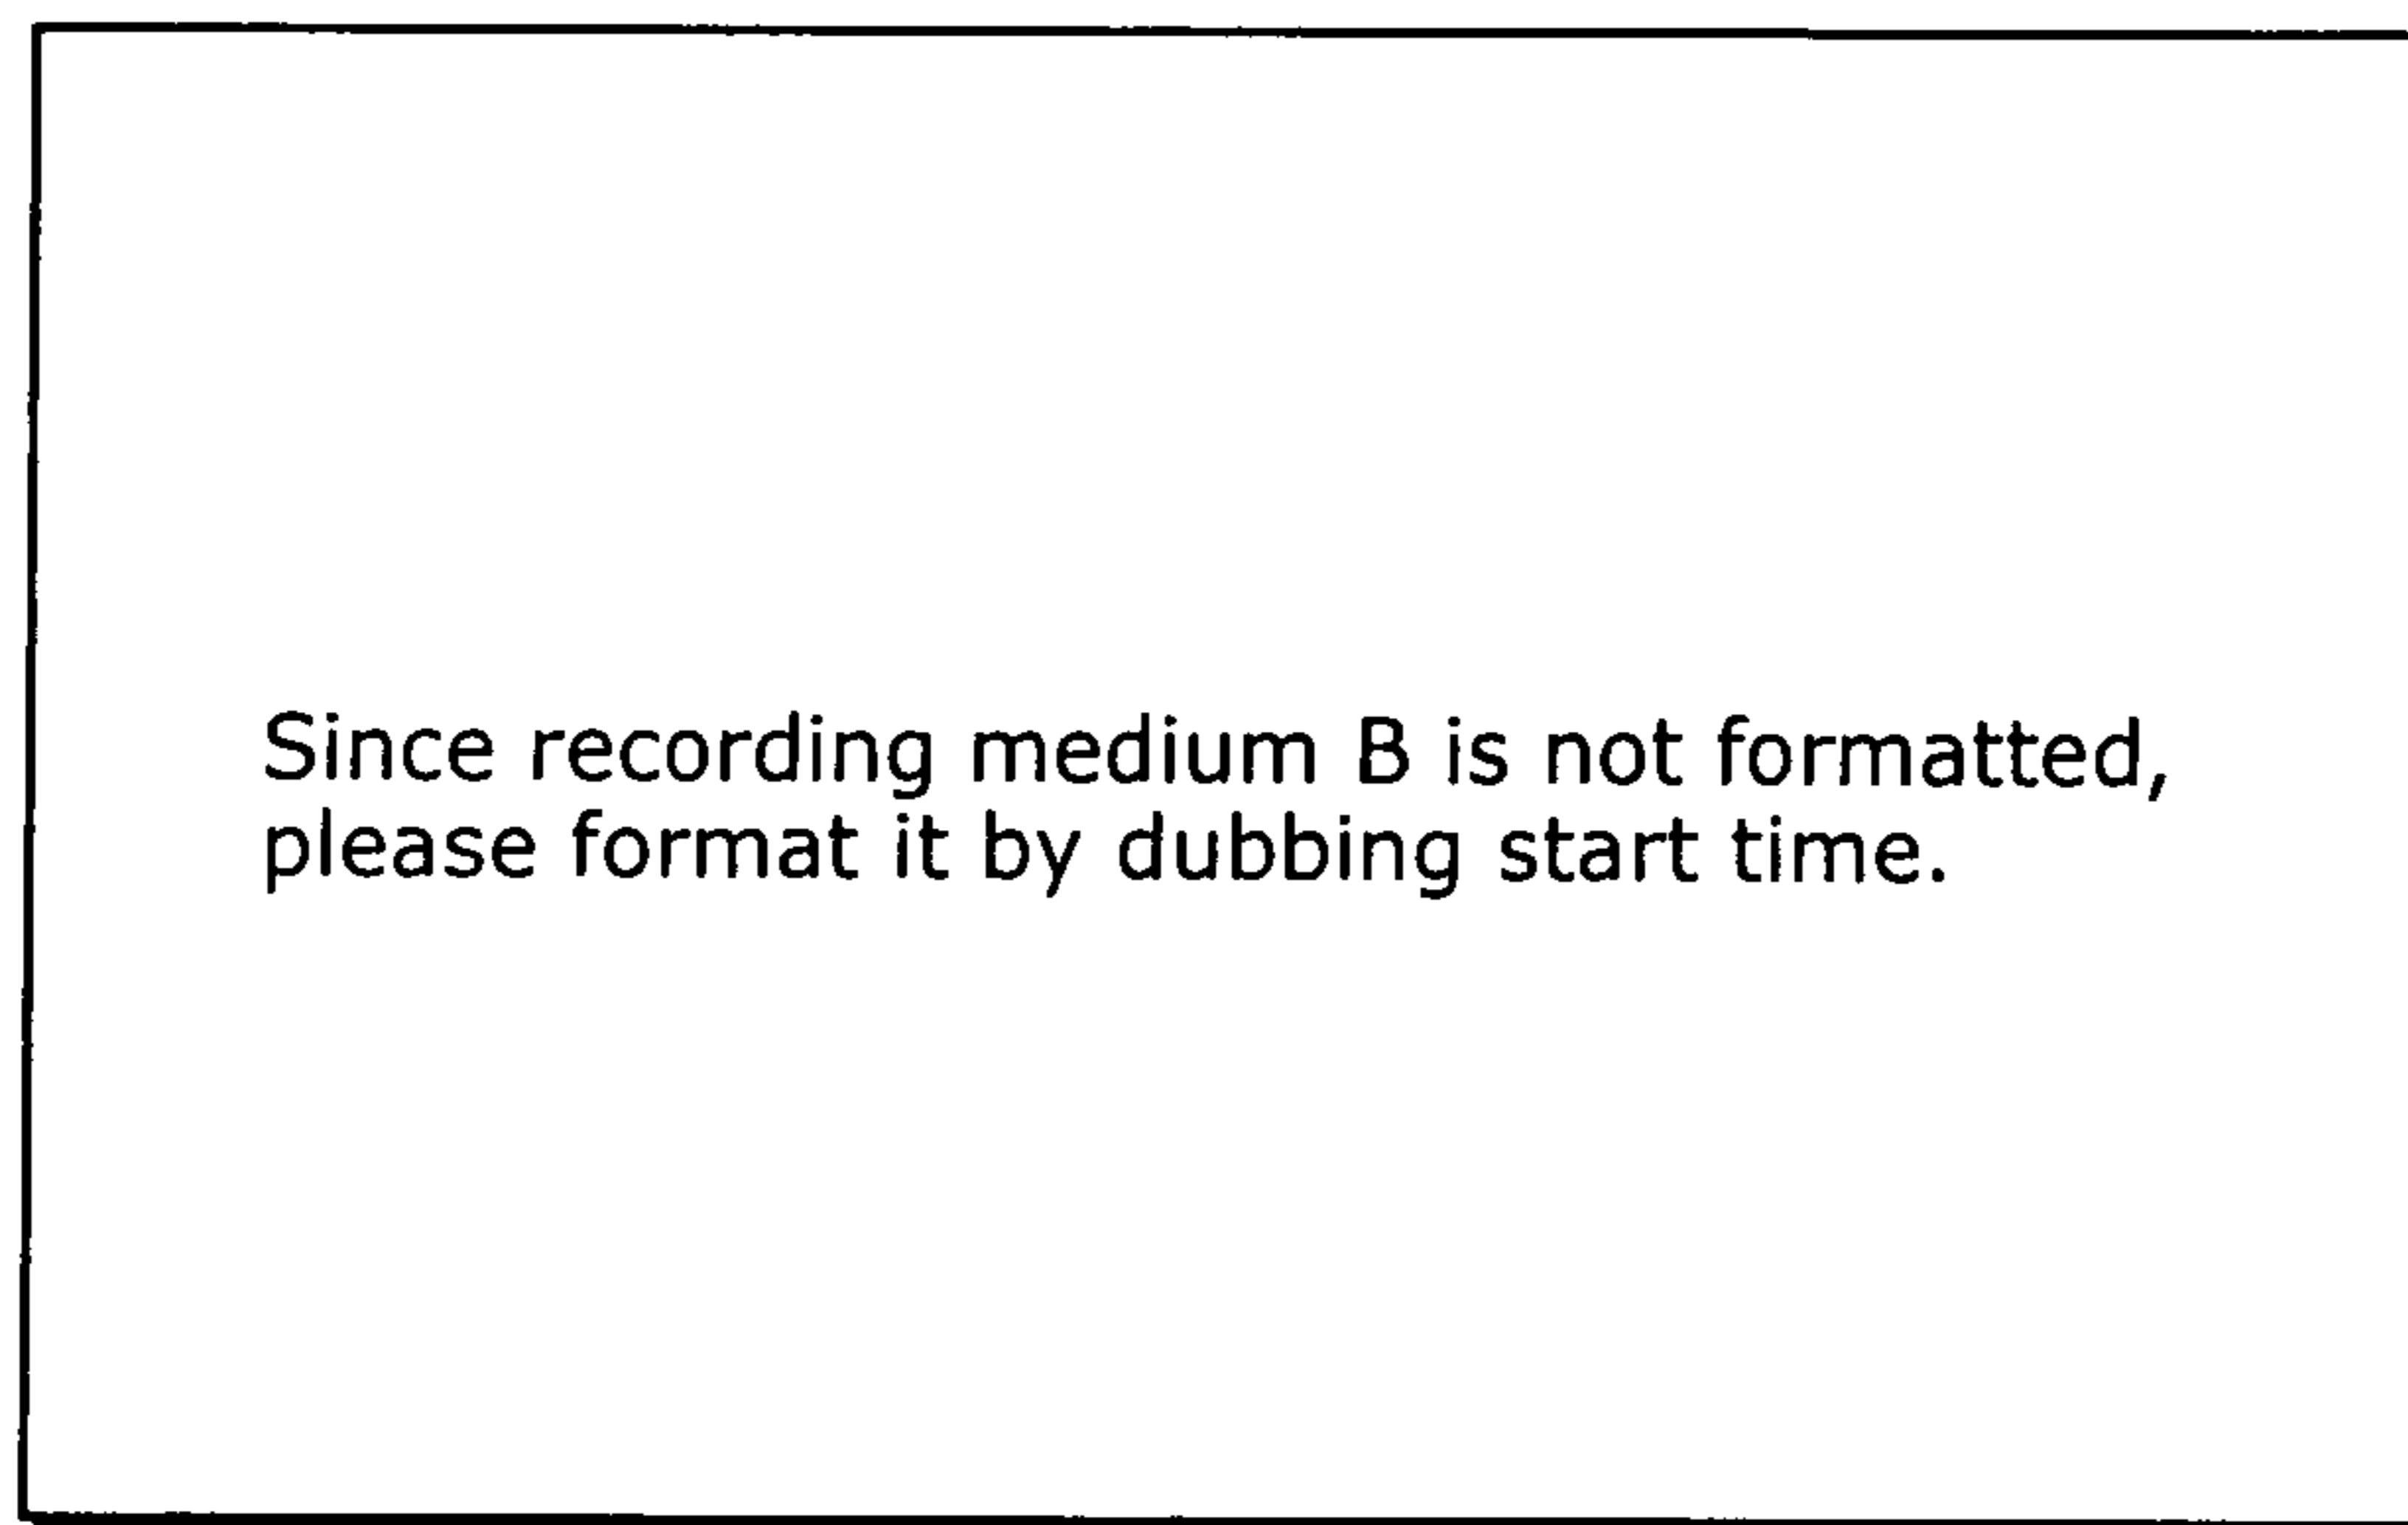 Since recording medium B is not formatted,
please format it by dubbing start time.